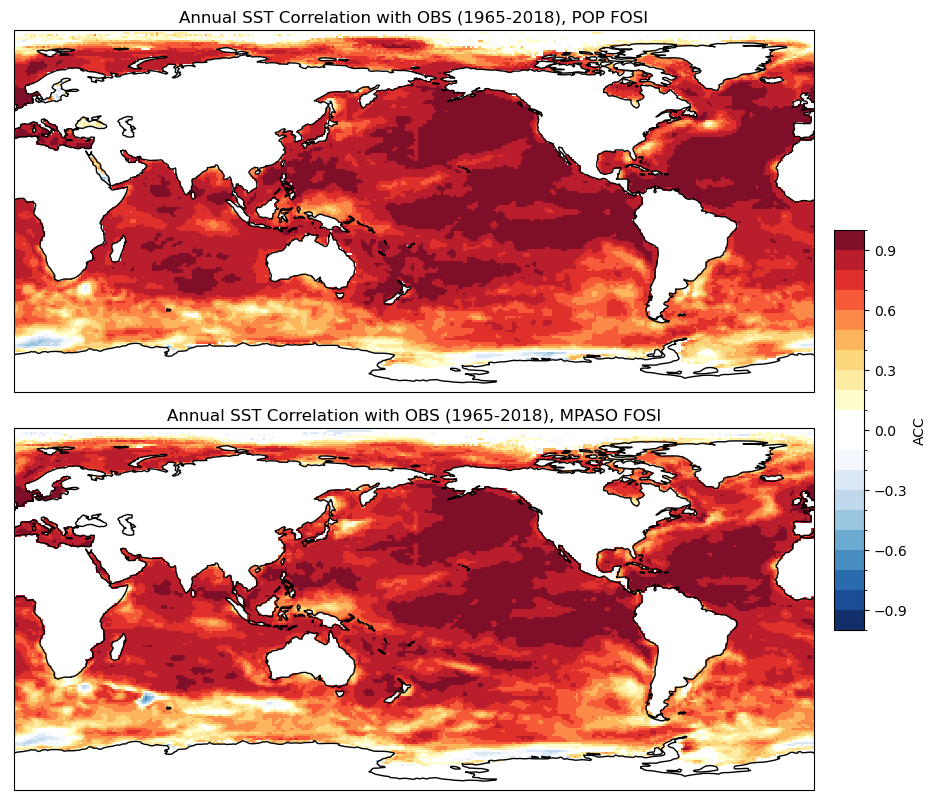 Annual SST Correlation with OBS (1965-2018), POP FOSI
0.9
0.6
0.3
0.0
−0.3
−0.6
−0.9
ACC
Annual SST Correlation with OBS (1965-2018), MPASO FOSI